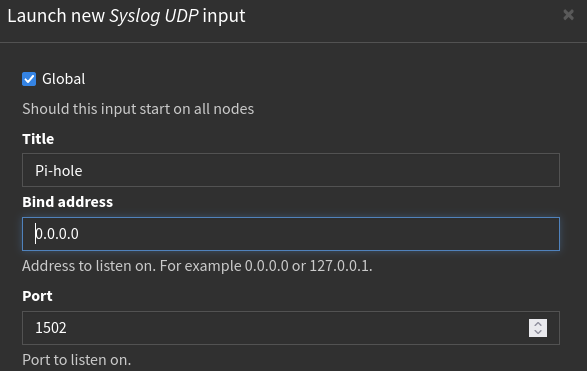 Launch new Syslog UDP input ×
Global
Should this input start on all nodes
Title
Pi-hole
Bind address
0.0.0.0
Address to listen on. For example 0.0.0.0 or 127.0.0.1.
Port
1502
Port to listen on.